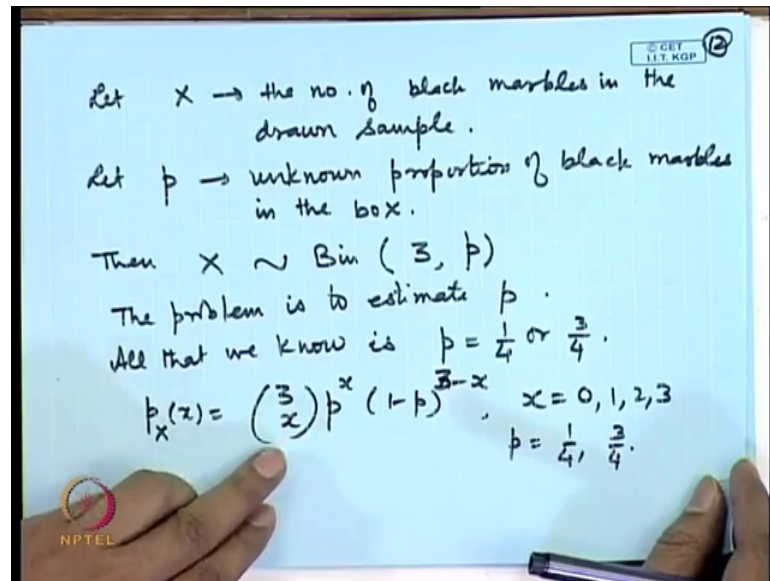 © CET
I.I.T. KGP
12
Let X → the no. of black marbles in the
drawn sample.
Let p → unknown proportion of black marbles
in the box.
Then X ~ Bin (3, p)
The problem is to estimate p.
All that we know is p = 1/4 or 3/4.
p_X(x) = (3 x) p^x (1-p)^{3-x}, x = 0, 1, 2, 3
p = 1/4, 3/4.
NPTEL